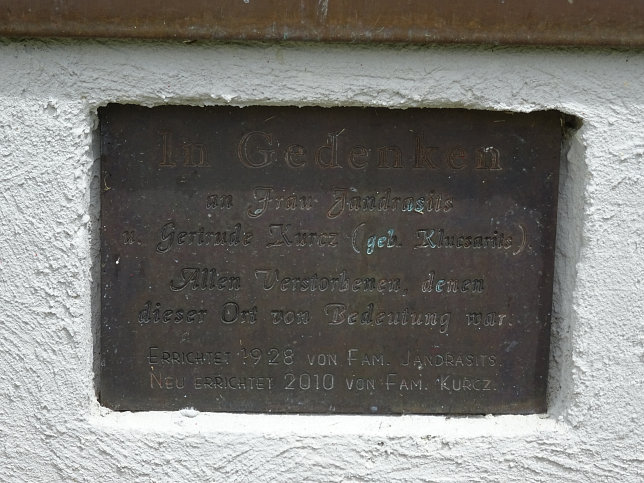 In Gedenken
an Frau Jandrasits
u. Gertrude Kurcz (geb. Klucsarits).
Allen Verstorbenen, denen
dieser Ort von Bedeutung war.
ERRICHTET 1928 VON FAM. JANDRASITS.
NEU ERRICHTET 2010 VON FAM. KURCZ.